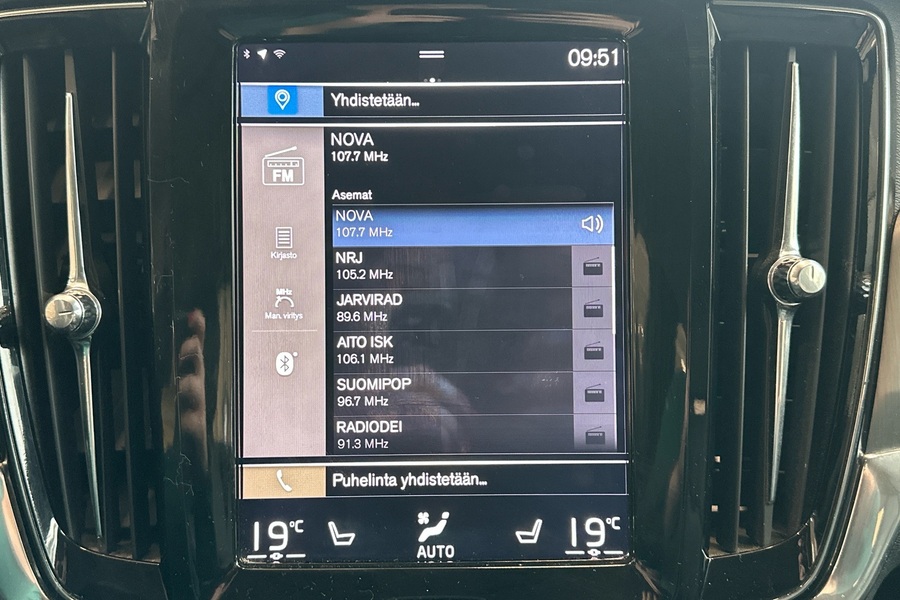 09:51
Yhdistetään...
NOVA
107.7 MHz
FM
Asemat
NOVA
107.7 MHz
NRJ
105.2 MHz
Kirjasto
JARVIRAD
89.6 MHz
MHz
Man. viritys
AITO ISK
106.1 MHz
SUOMIPOP
96.7 MHz
RADIODEI
91.3 MHz
Puhelinta yhdistetään...
19°C
AUTO
19°C